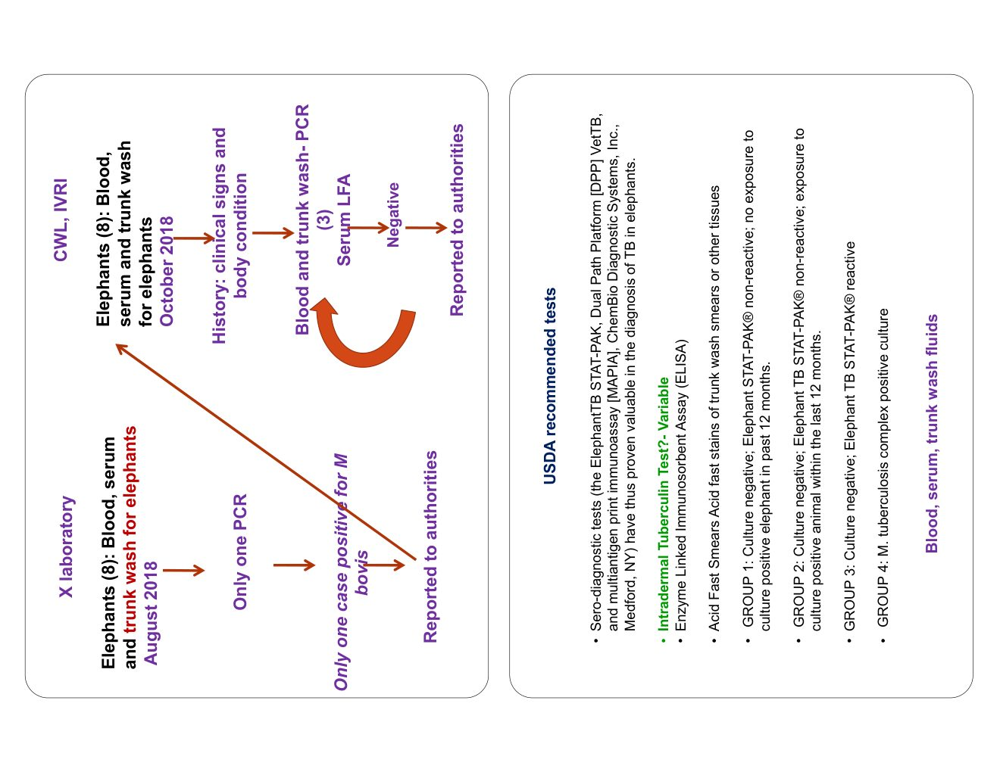 X laboratory
Elephants (8): Blood, serum
and trunk wash for elephants
August 2018
Only one PCR
Only one case positive for M
bovis
Reported to authorities
CWL, IVRI
Elephants (8): Blood,
serum and trunk wash
for elephants
October 2018
History: clinical signs and
body condition
Blood and trunk wash- PCR
(3)
Serum LFA
Negative
Reported to authorities
USDA recommended tests
• Sero-diagnostic tests (the ElephantTB STAT-PAK, Dual Path Platform [DPP] VetTB,
and multiantigen print immunoassay [MAPIA], ChemBio Diagnostic Systems, Inc.,
Medford, NY) have thus proven valuable in the diagnosis of TB in elephants.
• Intradermal Tuberculin Test?- Variable
• Enzyme Linked Immunosorbent Assay (ELISA)
• Acid Fast Smears Acid fast stains of trunk wash smears or other tissues
• GROUP 1: Culture negative; Elephant STAT-PAK® non-reactive; no exposure to
culture positive elephant in past 12 months.
• GROUP 2: Culture negative; Elephant TB STAT-PAK® non-reactive; exposure to
culture positive animal within the last 12 months.
• GROUP 3: Culture negative; Elephant TB STAT-PAK® reactive
• GROUP 4: M. tuberculosis complex positive culture
Blood, serum, trunk wash fluids